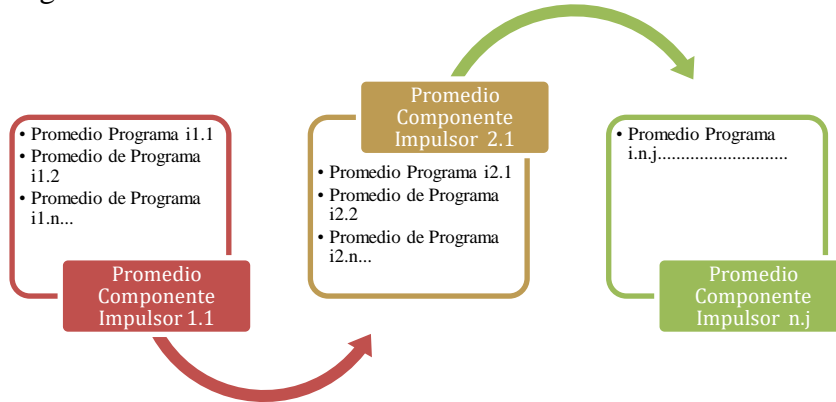 • Promedio Programa i1.1
• Promedio de Programa
i1.2
• Promedio de Programa
i1.n...
Promedio
Componente
Impulsor 1.1
Promedio
Componente
Impulsor 2.1
• Promedio Programa i2.1
• Promedio de Programa
i2.2
• Promedio de Programa
i2.n...
• Promedio Programa
i.n.j............................
Promedio
Componente
Impulsor n.j